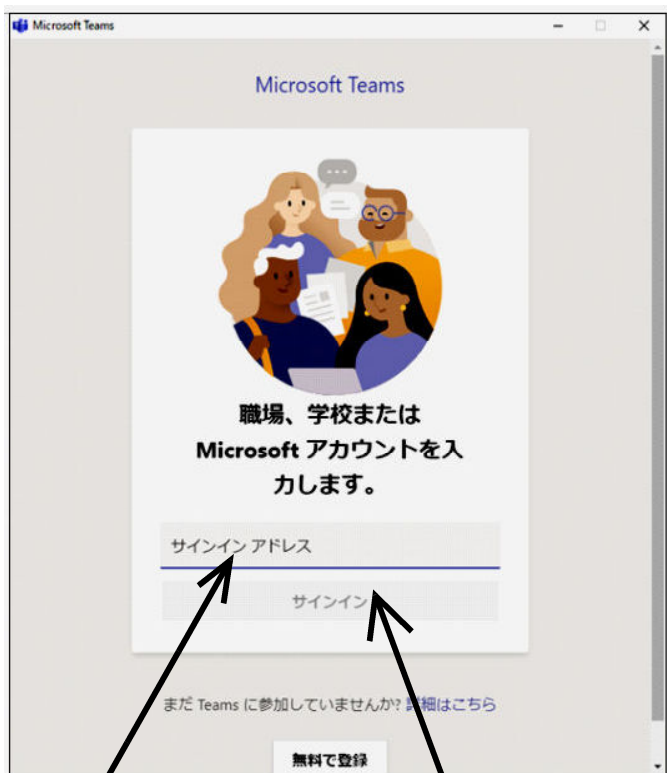 Microsoft Teams
Microsoft Teams
職場、学校または
Microsoft アカウントを入
力します。
サインイン アドレス
サインイン
まだ Teams に参加していませんか? 詳細はこちら
無料で登録